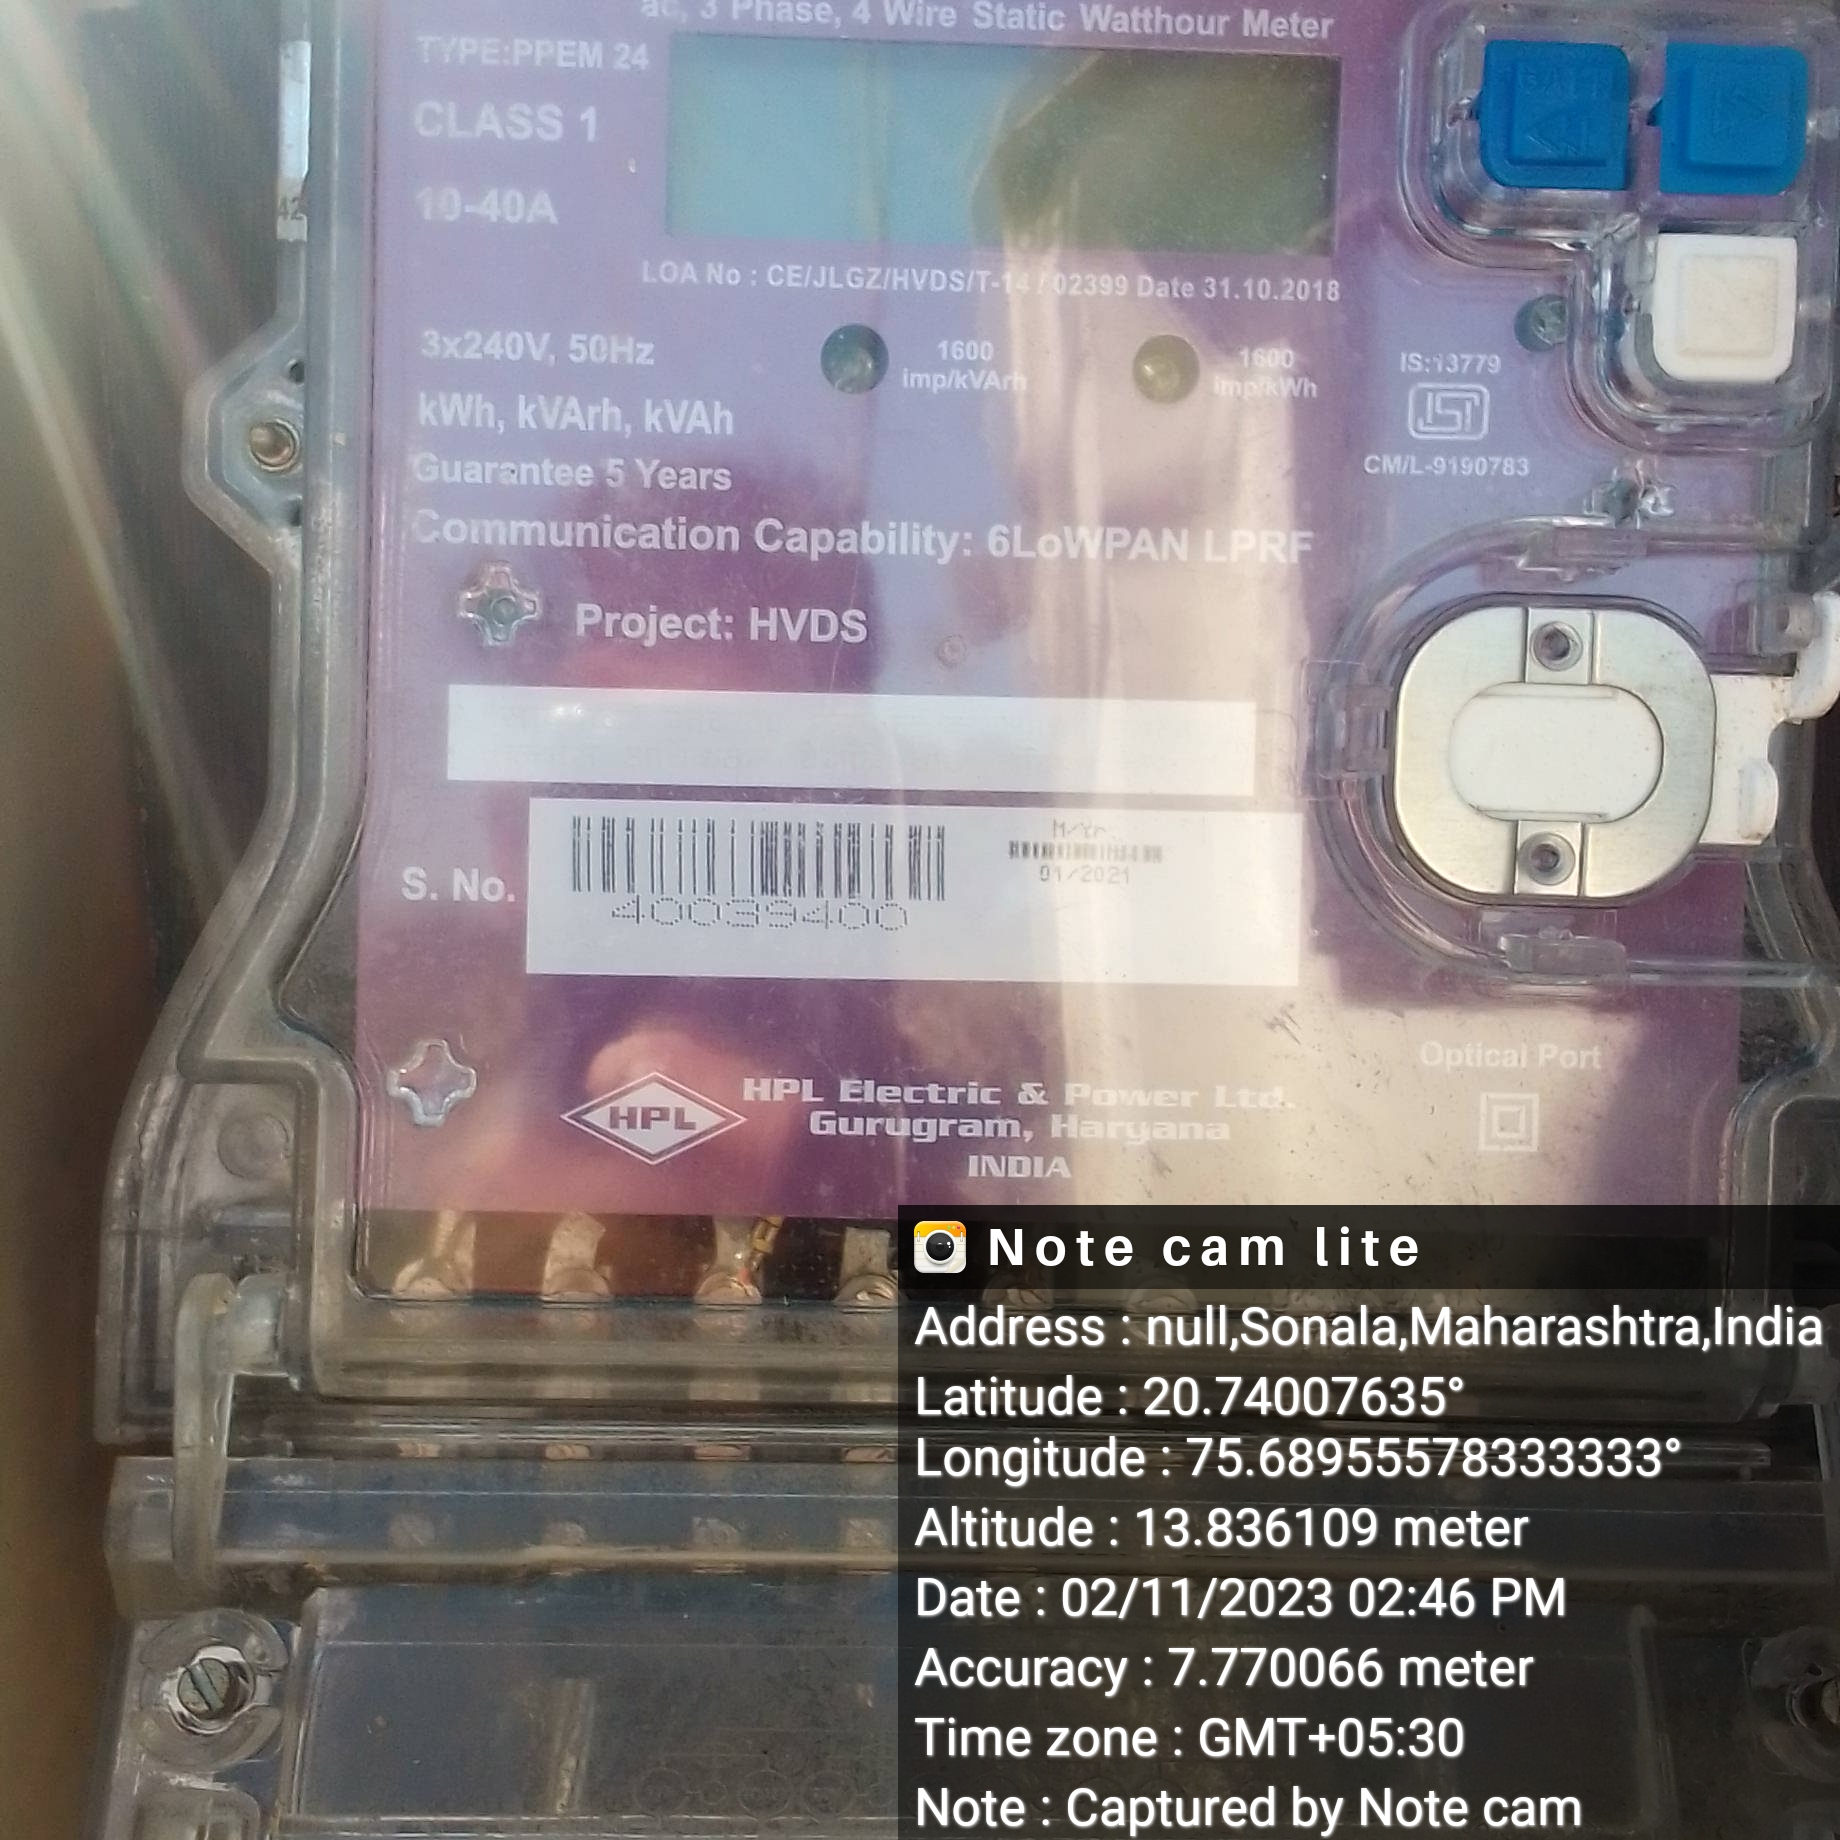 ac, 3 Phase, 4 Wire Static Watthour Meter
TYPE:PPEM 24
CLASS 1
10-40A
LOA No : CE/JLGZ/HVDS/T-14 / 02399 Date 31.10.2018
3x240V, 50Hz
1600
imp/kVArh
1600
imp/kWh
kWh, kVArh, kVAh
Guarantee 5 Years
Communication Capability: 6LoWPAN LPRF
Project: HVDS
IS:13779
ISI
CM/L-9190783
42
S. No.
40039400
M/Yr.
01/2021
HPL
HPL Electric & Power Ltd.
Gurugram, Haryana
INDIA
Optical Port
Note cam lite
Address : null,Sonala,Maharashtra,India
Latitude : 20.74007635°
Longitude : 75.68955578333333°
Altitude : 13.836109 meter
Date : 02/11/2023 02:46 PM
Accuracy : 7.770066 meter
Time zone : GMT+05:30
Note : Captured by Note cam